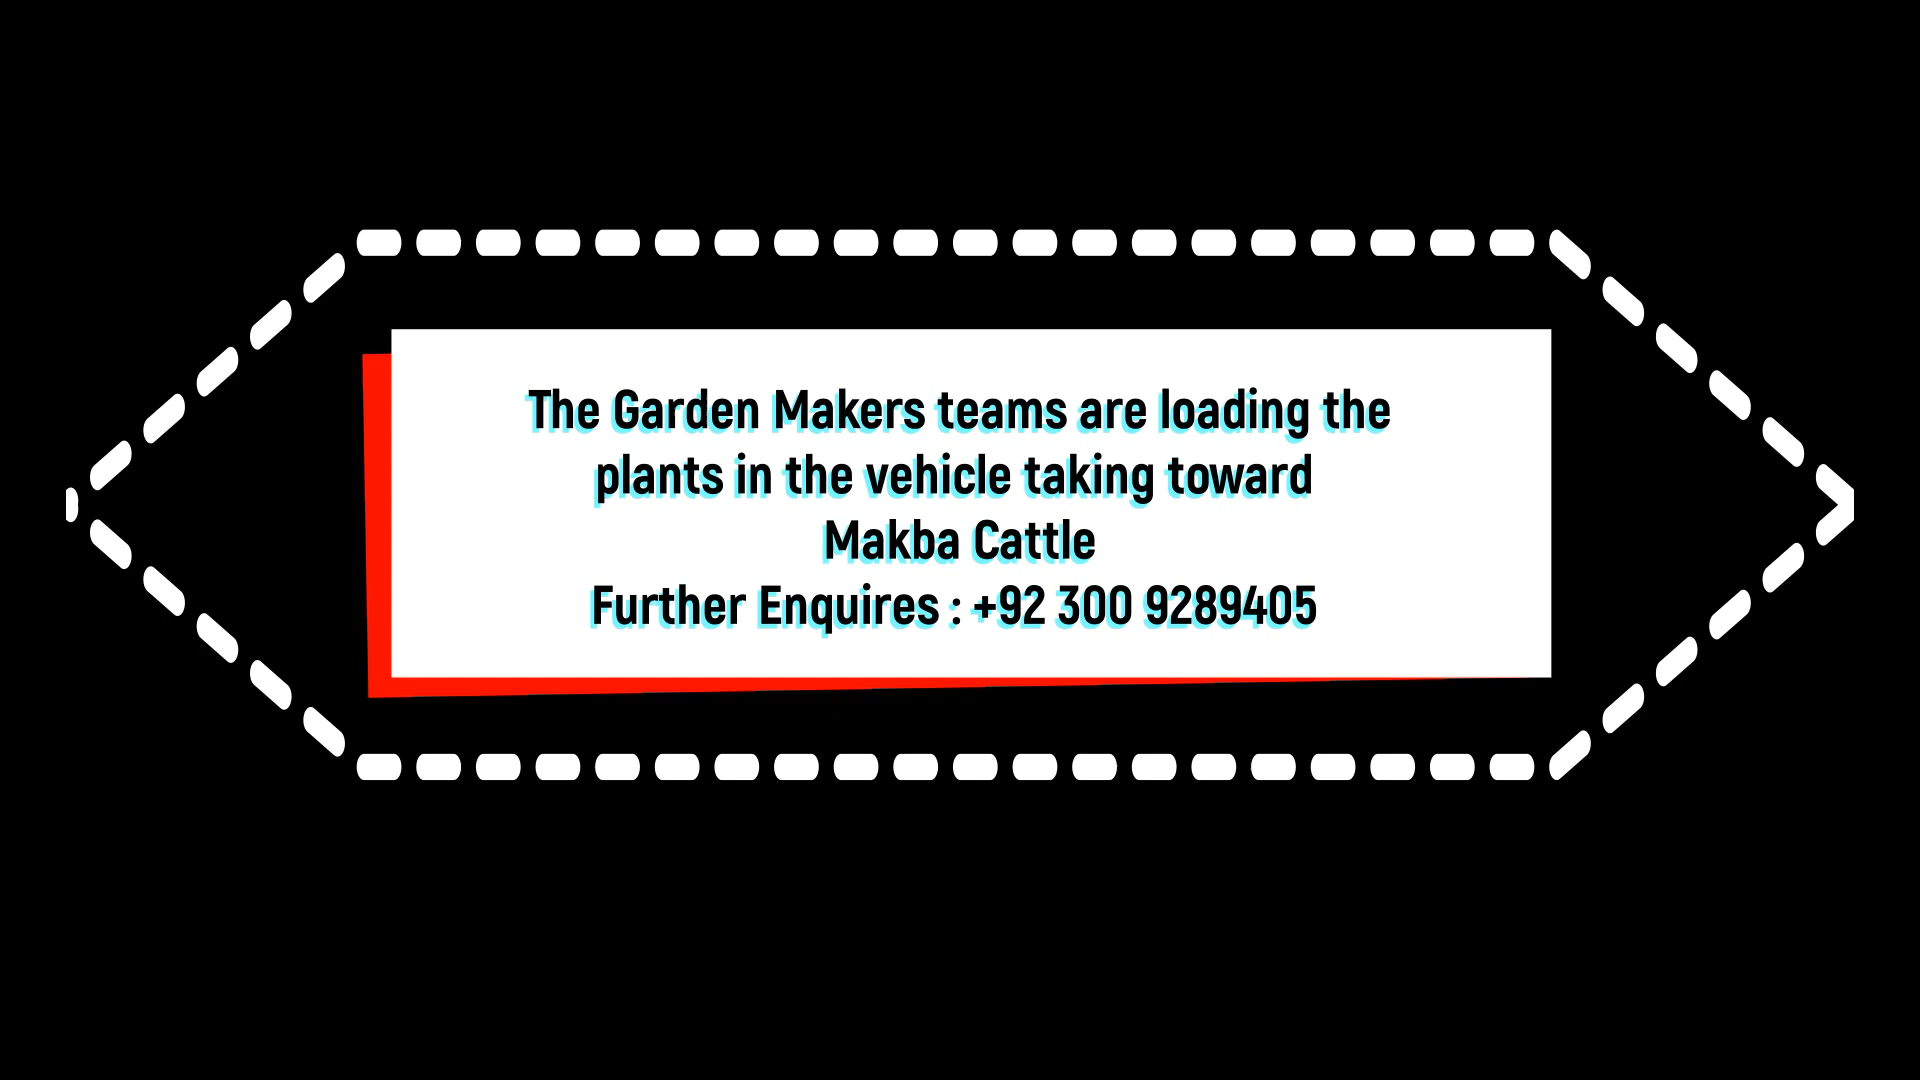 The Garden Makers teams are loading the
plants in the vehicle taking toward
Makba Cattle
Further Enquires : +92 300 9289405